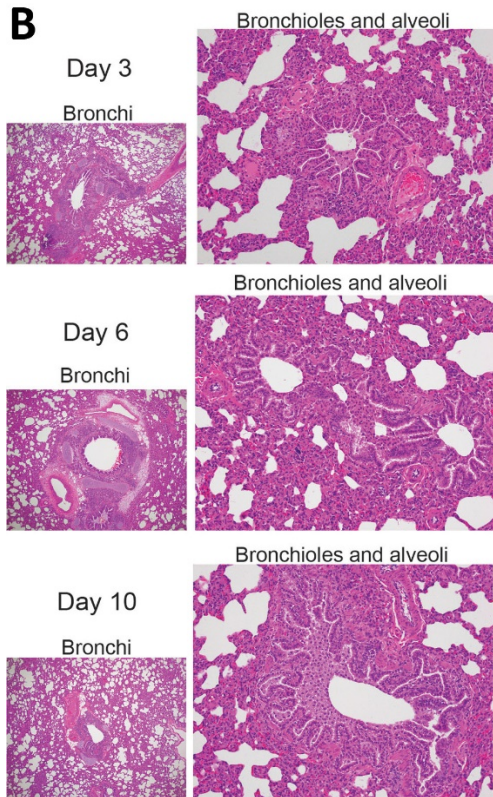 B
Bronchioles and alveoli
Day 3
Bronchi
Bronchioles and alveoli
Day 6
Bronchi
Bronchioles and alveoli
Day 10
Bronchi